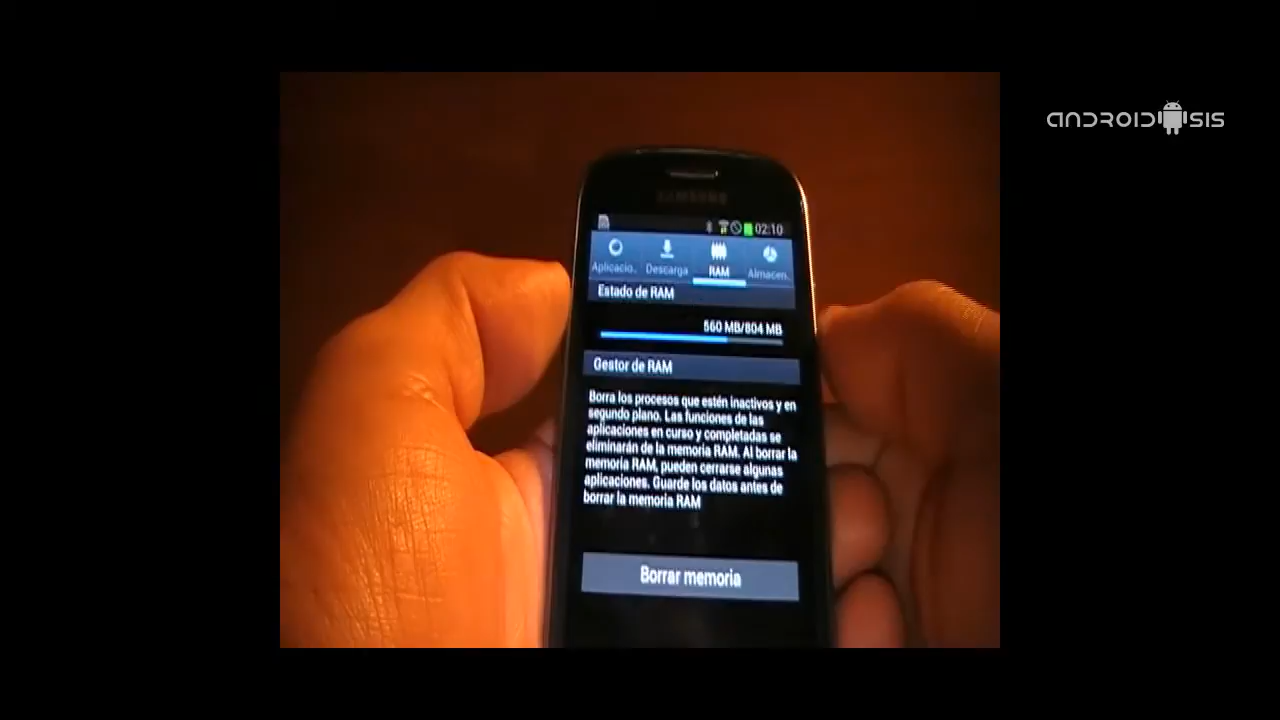 ANDROIDSIS
SAMSUNG
02:10
Aplicacio.. Descarga RAM Almacen..
Estado de RAM
560 MB/804 MB
Gestor de RAM
Borra los procesos que estén inactivos y en
segundo plano. Las funciones de las
aplicaciones en curso y completadas se
eliminarán de la memoria RAM. Al borrar la
memoria RAM, pueden cerrarse algunas
aplicaciones. Guarde los datos antes de
borrar la memoria RAM
Borrar memoria